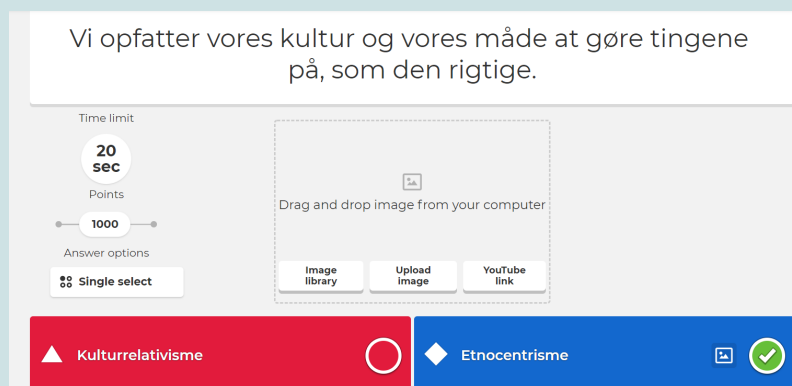 Vi opfatter vores kultur og vores måde at gøre tingene
på, som den rigtige.
Time limit
20
sec
Points
1000
Answer options
Single select
Drag and drop image from your computer
Image
library
Upload
image
YouTube
link
Kulturrelativisme
Etnocentrisme